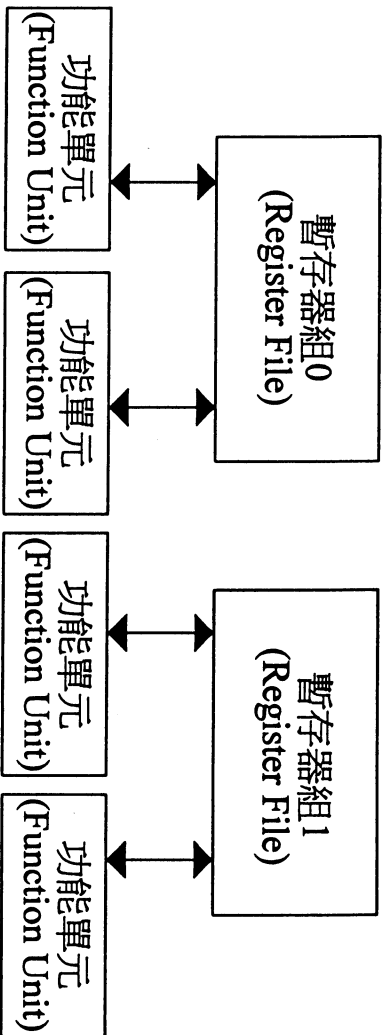 暫存器組0
(Register File)
暫存器組1
(Register File)
功能單元
(Function Unit)
功能單元
(Function Unit)
功能單元
(Function Unit)
功能單元
(Function Unit)